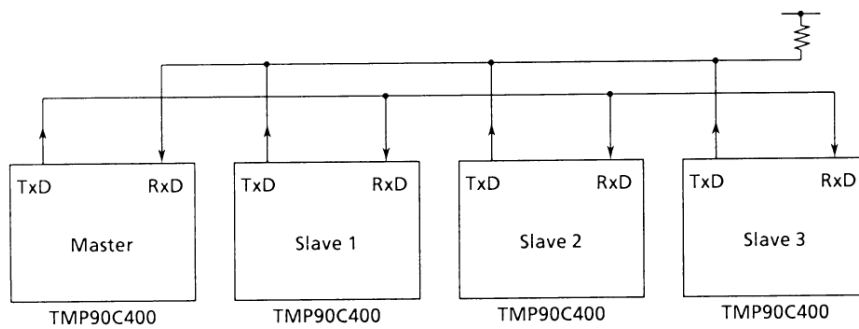 TxD RxD TxD RxD TxD RxD TxD RxD
Master Slave 1 Slave 2 Slave 3
TMP90C400 TMP90C400 TMP90C400 TMP90C400